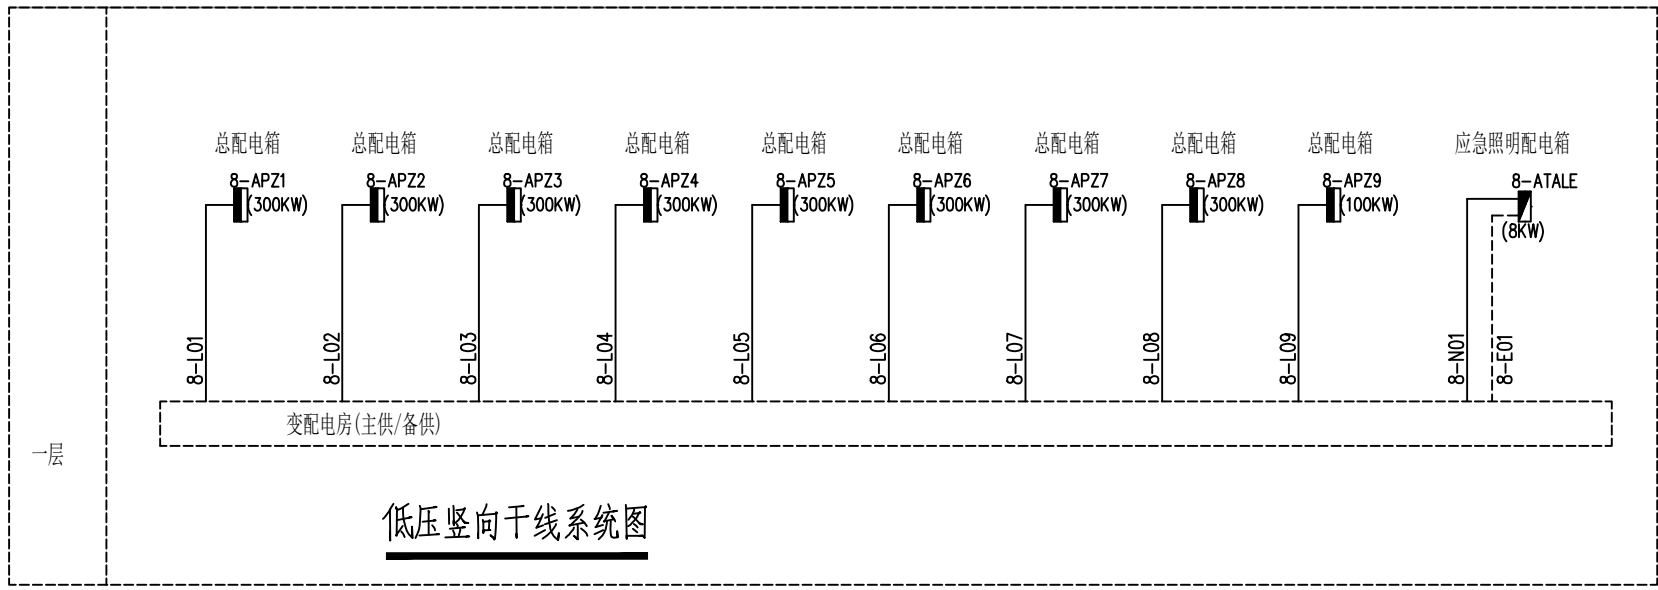 总配电箱 总配电箱 总配电箱 总配电箱 总配电箱 总配电箱 总配电箱 总配电箱 总配电箱 应急照明配电箱
8-APZ1 8-APZ2 8-APZ3 8-APZ4 8-APZ5 8-APZ6 8-APZ7 8-APZ8 8-APZ9 8-ATALE
(300KW) (300KW) (300KW) (300KW) (300KW) (300KW) (300KW) (300KW) (100KW) (8KW)
8-L01 8-L02 8-L03 8-L04 8-L05 8-L06 8-L07 8-L08 8-L09 8-N01 8-E01
变配电房(主供/备供)
一层
低压竖向干线系统图